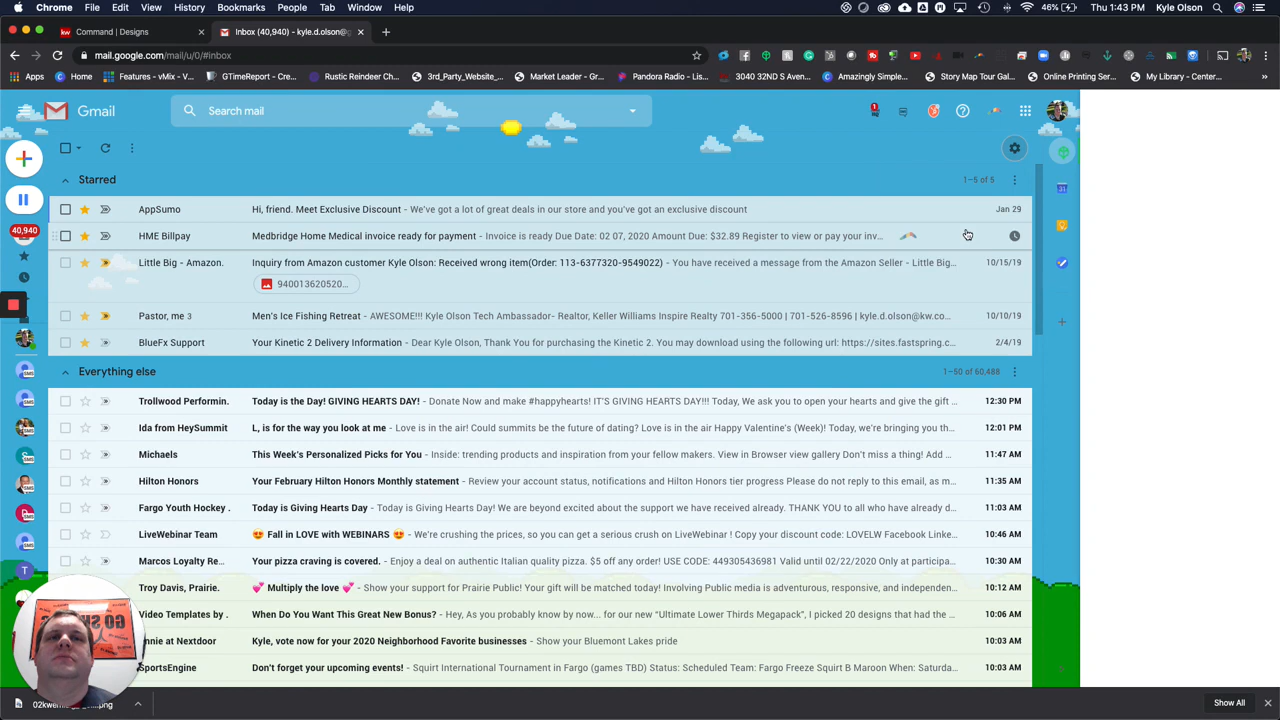 Chrome File Edit View History Bookmarks People Tab Window Help 46% Thu 1:43 PM Kyle Olson
Command | Designs Inbox (40,940) - kyle.d.olson@
mail.google.com/mail/u/0/#inbox
Apps Home Features - vMix - V... GTimeReport - Crea... Rustic Reindeer Ch... 3rd_Party_Website_... Market Leader - Gr... Pandora Radio - Lis... 3040 32ND S Aven... Amazingly Simple... Story Map Tour Gal... Online Printing Ser... My Library - Center...
Gmail Search mail 1
Starred 1–5 of 5
AppSumo Hi, friend. Meet Exclusive Discount - We've got a lot of great deals in our store and you've got an exclusive discount Jan 29
40,940
HME Billpay Medbridge Home Medical invoice ready for payment - Invoice is ready Due Date: 02 07, 2020 Amount Due: $32.89 Register to view or pay your inv...
Little Big - Amazon. Inquiry from Amazon customer Kyle Olson: Received wrong item(Order: 113-6377320-9549022) - You have received a message from the Amazon Seller - Little Big... 10/15/19
940013620520...
Pastor, me 3 Men's Ice Fishing Retreat - AWESOME!!! Kyle Olson Tech Ambassador- Realtor, Keller Williams Inspire Realty 701-356-5000 | 701-526-8596 | kyle.d.olson@kw.co... 10/10/19
BlueFx Support Your Kinetic 2 Delivery Information - Dear Kyle Olson, Thank You for purchasing the Kinetic 2. You may download using the following url: https://sites.fastspring.c... 2/4/19
Everything else 1–50 of 60,488
Trollwood Performin. Today is the Day! GIVING HEARTS DAY! - Donate Now and make #happyhearts! IT'S GIVING HEARTS DAY!!! Today, We ask you to open your hearts and give the gift ... 12:30 PM
Ida from HeySummit L, is for the way you look at me - Love is in the air! Could summits be the future of dating? Love is in the air Happy Valentine's (Week)! Today, we're bringing you th... 12:01 PM
Michaels This Week's Personalized Picks for You - Inside: trending products and inspiration from your fellow makers. View in Browser view gallery Don't miss a thing! Add ... 11:47 AM
Hilton Honors Your February Hilton Honors Monthly statement - Review your account status, notifications and Hilton Honors tier progress Please do not reply to this email, as m... 11:35 AM
Fargo Youth Hockey . Today is Giving Hearts Day - Today is Giving Hearts Day! We are beyond excited about the support we have received already. THANK YOU to all who have already d... 11:03 AM
LiveWebinar Team 😍 Fall in LOVE with WEBINARS 😍 - We're crushing the prices, so you can get a serious crush on LiveWebinar ! Copy your discount code: LOVELW Facebook Linke... 10:46 AM
Marcos Loyalty Re... Your pizza craving is covered. - Enjoy a deal on authentic Italian quality pizza. $5 off any order! USE CODE: 449305436981 Valid until 02/22/2020 Only at participa... 10:30 AM
T
Troy Davis, Prairie. 💕 Multiply the love 💕 - Show your support for Prairie Public! Your gift will be matched today! Involving Public media is adventurous, responsive, and independen... 10:12 AM
Video Templates by . When Do You Want This Great New Bonus? - Hey, As you probably know by now... for our new "Ultimate Lower Thirds Megapack", I picked 20 designs that had the ... 10:06 AM
nnie at Nextdoor Kyle, vote now for your 2020 Neighborhood Favorite businesses - Show your Bluemont Lakes pride 10:03 AM
SportsEngine Don't forget your upcoming events! - Squirt International Tournament in Fargo (games TBD) Status: Scheduled Team: Fargo Freeze Squirt B Maroon When: Saturda... 10:03 AM
Show All